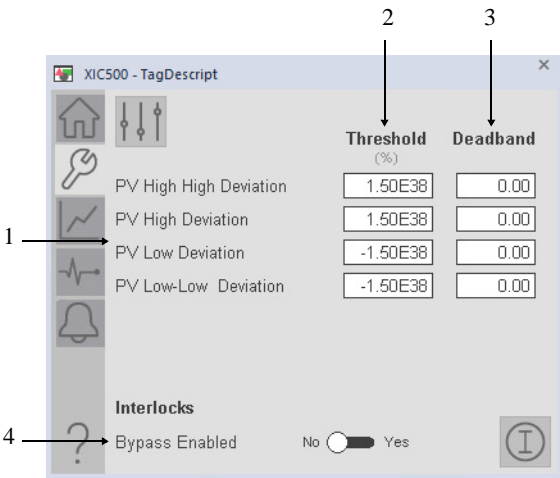 2 3
XIC500 - TagDescript ×
Threshold Deadband
(%)
PV High High Deviation 1.50E38 0.00
PV High Deviation 1.50E38 0.00
1
PV Low Deviation -1.50E38 0.00
PV Low-Low Deviation -1.50E38 0.00
Interlocks
4 ? Bypass Enabled No Yes I